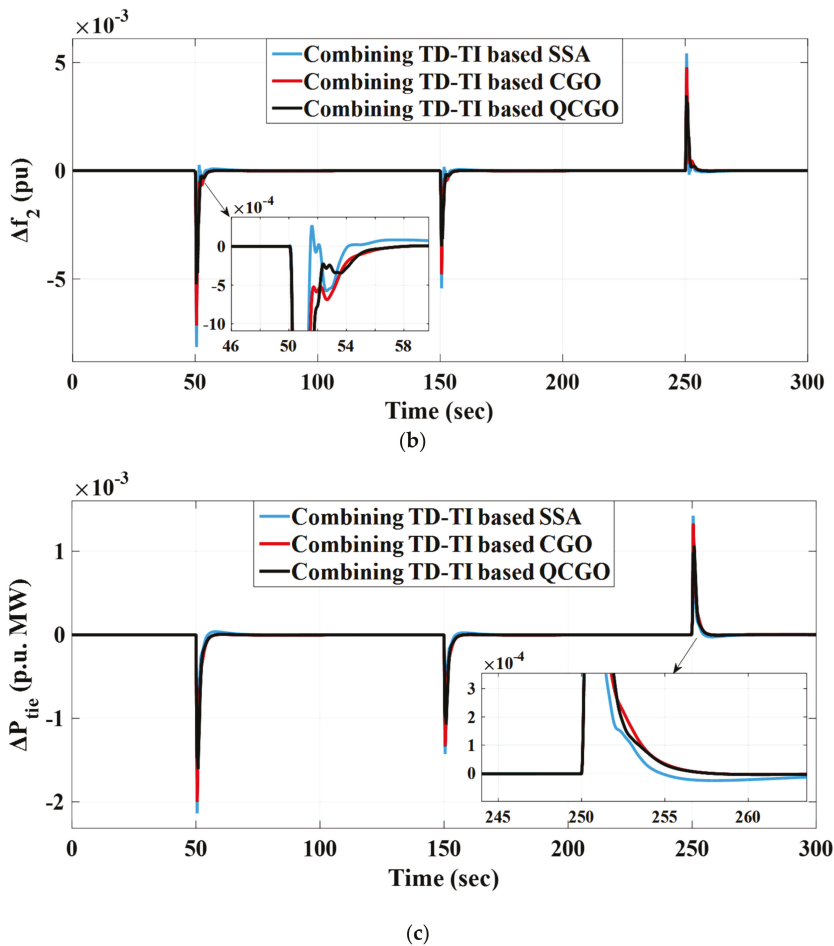 ×10⁻³
Combining TD-TI based SSA
Combining TD-TI based CGO
Combining TD-TI based QCGO
5
0
-5
Δf₂ (pu)
×10⁻⁴
0
-5
-10
46 50 54 58
0 50 100 150 200 250 300
Time (sec)
(b)
×10⁻³
Combining TD-TI based SSA
Combining TD-TI based CGO
Combining TD-TI based QCGO
1
0
-1
-2
ΔP_tie (p.u. MW)
×10⁻⁴
3
2
1
0
245 250 255 260
0 50 100 150 200 250 300
Time (sec)
(c)